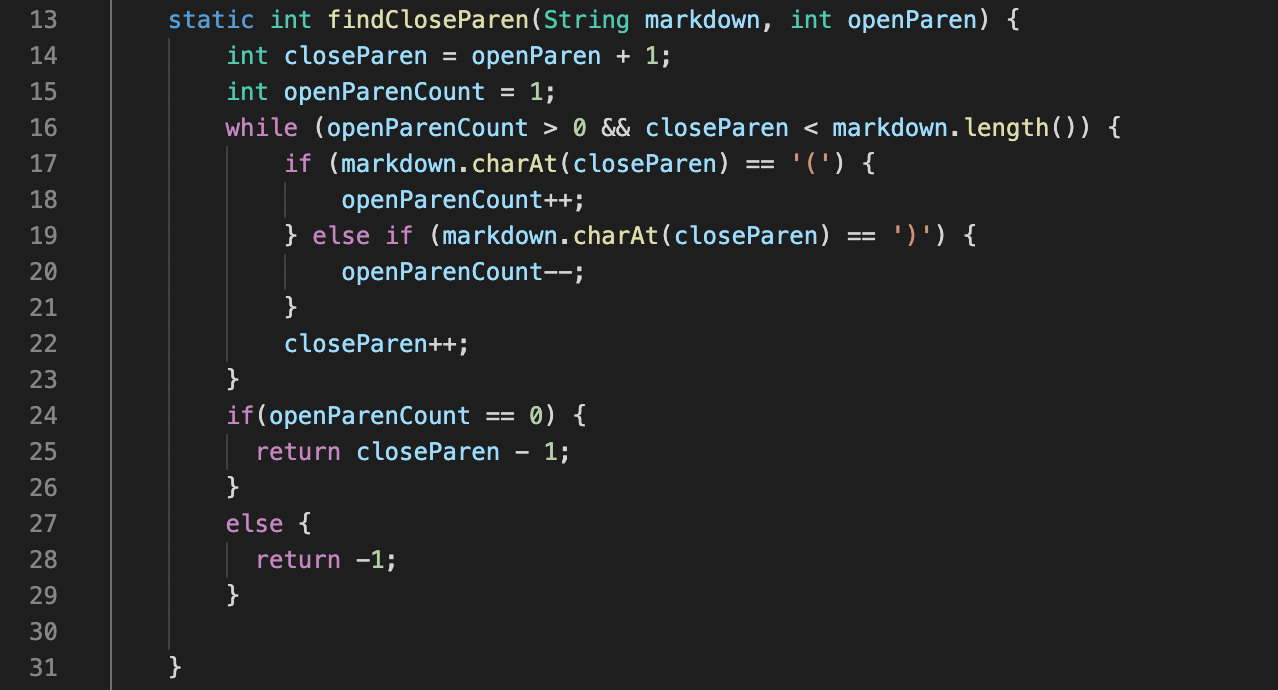 13 static int findCloseParen(String markdown, int openParen) {
14 int closeParen = openParen + 1;
15 int openParenCount = 1;
16 while (openParenCount > 0 && closeParen < markdown.length()) {
17 if (markdown.charAt(closeParen) == '(') {
18 openParenCount++;
19 } else if (markdown.charAt(closeParen) == ')') {
20 openParenCount--;
21 }
22 closeParen++;
23 }
24 if(openParenCount == 0) {
25 return closeParen - 1;
26 }
27 else {
28 return -1;
29 }
30
31 }